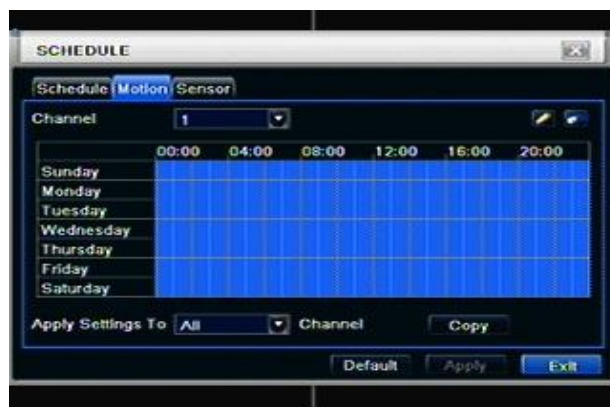 SCHEDULE
Schedule Motion Sensor
Channel 1
00:00 04:00 08:00 12:00 16:00 20:00
Sunday
Monday
Tuesday
Wednesday
Thursday
Friday
Saturday
Apply Settings To All Channel Copy
Default Apply Exit